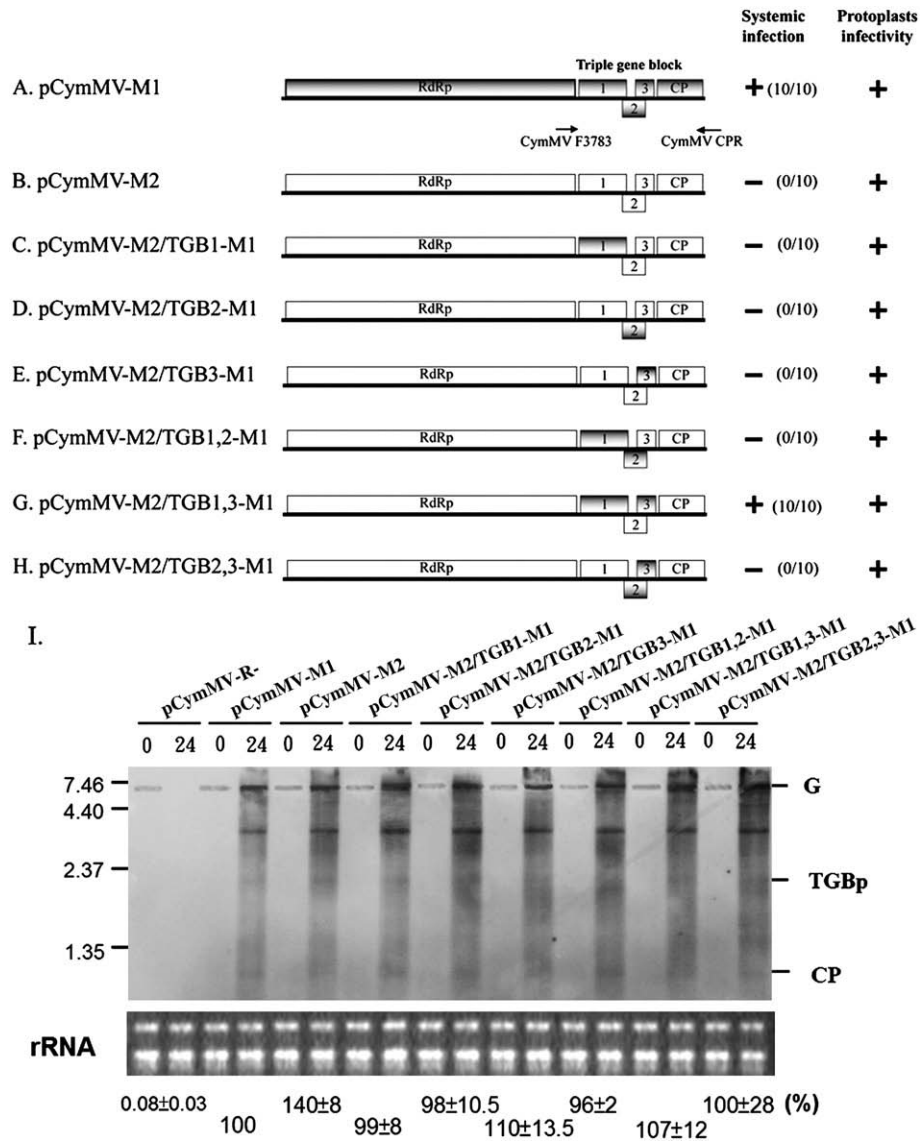 Systemic infection
Protoplasts infectivity
Triple gene block
A. pCymMV-M1
RdRp 1 2 3 CP
+ (10/10) +
CymMV F3783
CymMV CPR
B. pCymMV-M2
RdRp 1 2 3 CP
− (0/10) +
C. pCymMV-M2/TGB1-M1
RdRp 1 2 3 CP
− (0/10) +
D. pCymMV-M2/TGB2-M1
RdRp 1 2 3 CP
− (0/10) +
E. pCymMV-M2/TGB3-M1
RdRp 1 2 3 CP
− (0/10) +
F. pCymMV-M2/TGB1,2-M1
RdRp 1 2 3 CP
− (0/10) +
G. pCymMV-M2/TGB1,3-M1
RdRp 1 2 3 CP
+ (10/10) +
H. pCymMV-M2/TGB2,3-M1
RdRp 1 2 3 CP
− (0/10) +
I.
pCymMV-R-
pCymMV-M1
pCymMV-M2
pCymMV-M2/TGB1-M1
pCymMV-M2/TGB2-M1
pCymMV-M2/TGB3-M1
pCymMV-M2/TGB1,2-M1
pCymMV-M2/TGB1,3-M1
pCymMV-M2/TGB2,3-M1
0 24 0 24 0 24 0 24 0 24 0 24 0 24 0 24 0 24
7.46
4.40
2.37
1.35
G
TGBp
CP
rRNA
0.08±0.03 100 140±8 99±8 98±10.5 110±13.5 96±2 107±12 100±28 (%)